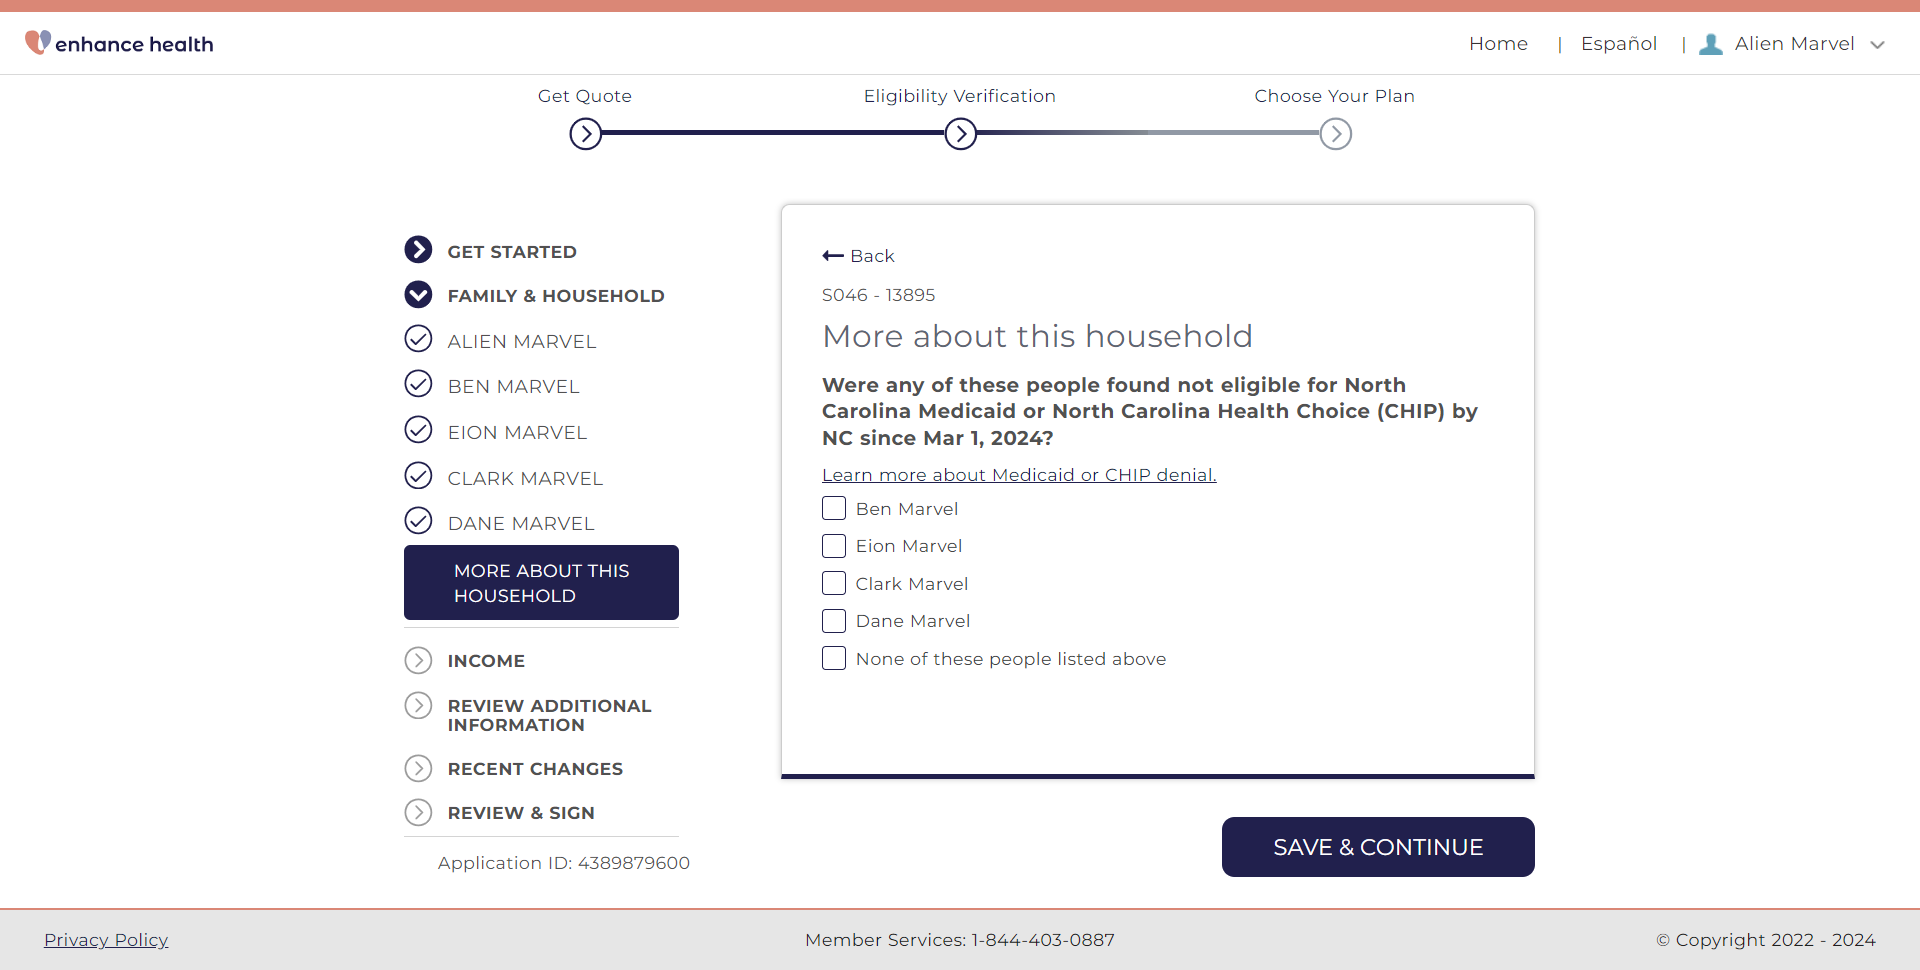 enhance health
Home | Español | Alien Marvel
Get Quote
Eligibility Verification
Choose Your Plan
GET STARTED
FAMILY & HOUSEHOLD
ALIEN MARVEL
BEN MARVEL
EION MARVEL
CLARK MARVEL
DANE MARVEL
MORE ABOUT THIS
HOUSEHOLD
INCOME
REVIEW ADDITIONAL
INFORMATION
RECENT CHANGES
REVIEW & SIGN
Application ID: 4389879600
Back
S046 - 13895
More about this household
Were any of these people found not eligible for North
Carolina Medicaid or North Carolina Health Choice (CHIP) by
NC since Mar 1, 2024?
Learn more about Medicaid or CHIP denial.
Ben Marvel
Eion Marvel
Clark Marvel
Dane Marvel
None of these people listed above
SAVE & CONTINUE
Privacy Policy
Member Services: 1-844-403-0887
© Copyright 2022 - 2024